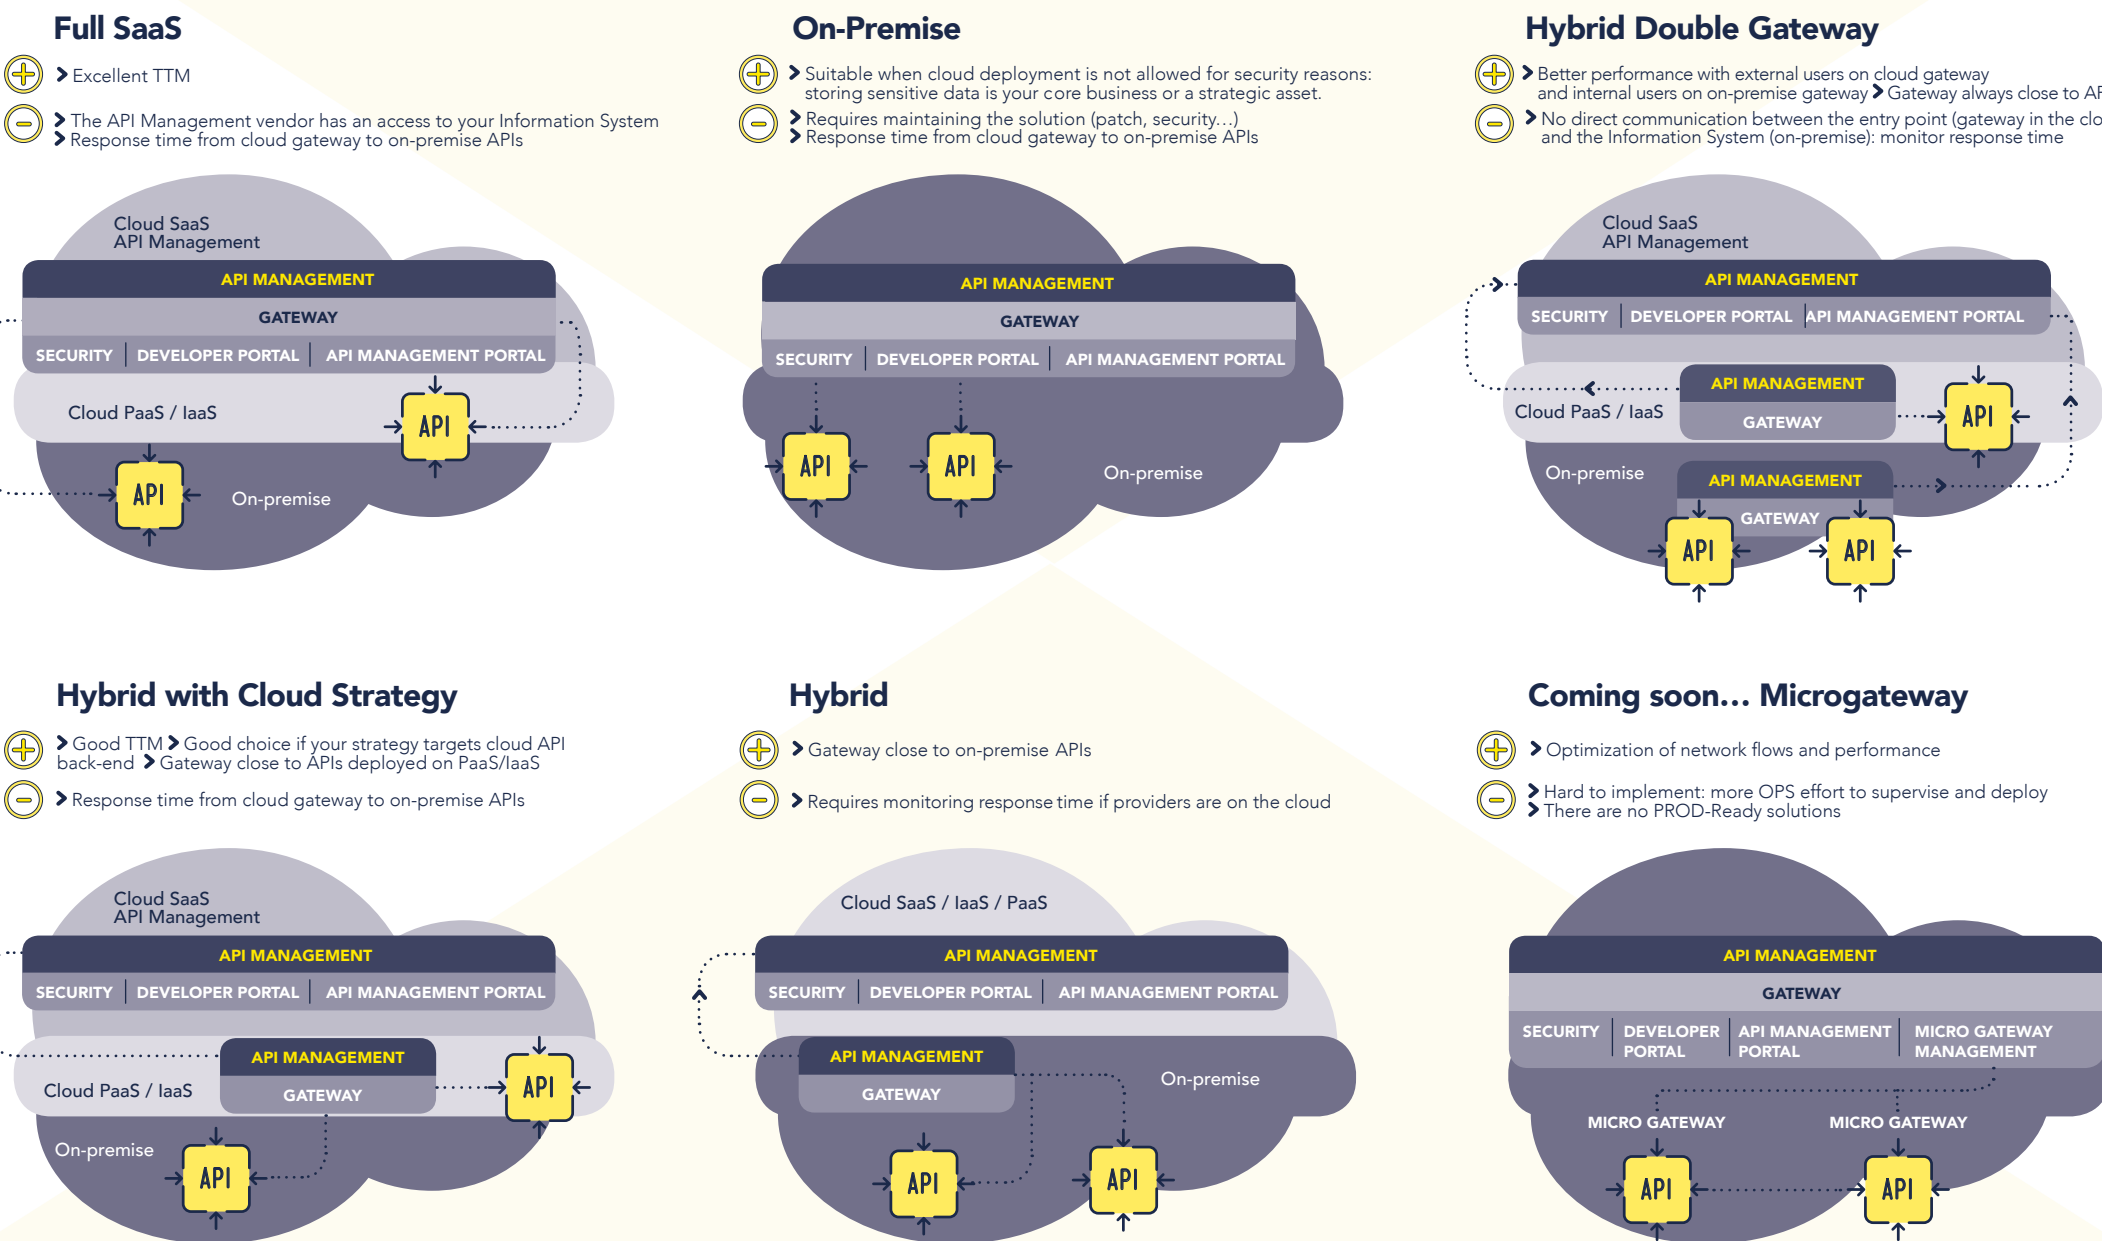 Full SaaS
Excellent TTM
The API Management vendor has an access to your Information System
Response time from cloud gateway to on-premise APIs
Cloud SaaS
API Management
API MANAGEMENT
GATEWAY
SECURITY DEVELOPER PORTAL API MANAGEMENT PORTAL
Cloud PaaS / IaaS
API
API
On-premise
On-Premise
Suitable when cloud deployment is not allowed for security reasons:
storing sensitive data is your core business or a strategic asset.
Requires maintaining the solution (patch, security…)
Response time from cloud gateway to on-premise APIs
API MANAGEMENT
GATEWAY
SECURITY DEVELOPER PORTAL API MANAGEMENT PORTAL
API
API
On-premise
Hybrid Double Gateway
Better performance with external users on cloud gateway
and internal users on on-premise gateway Gateway always close to
No direct communication between the entry point (gateway in the
and the Information System (on-premise): monitor response time
Cloud SaaS
API Management
API MANAGEMENT
SECURITY DEVELOPER PORTAL API MANAGEMENT PORTAL
API MANAGEMENT
GATEWAY
Cloud PaaS / IaaS
API
On-premise
API MANAGEMENT
GATEWAY
API
API
Hybrid with Cloud Strategy
Good TTM Good choice if your strategy targets cloud API
back-end Gateway close to APIs deployed on PaaS/IaaS
Response time from cloud gateway to on-premise APIs
Cloud SaaS
API Management
API MANAGEMENT
SECURITY DEVELOPER PORTAL API MANAGEMENT PORTAL
API MANAGEMENT
GATEWAY
Cloud PaaS / IaaS
API
On-premise
API
Hybrid
Gateway close to on-premise APIs
Requires monitoring response time if providers are on the cloud
Cloud SaaS / IaaS / PaaS
API MANAGEMENT
SECURITY DEVELOPER PORTAL API MANAGEMENT PORTAL
API MANAGEMENT
GATEWAY
On-premise
API
API
Coming soon… Microgateway
Optimization of network flows and performance
Hard to implement: more OPS effort to supervise and deploy
There are no PROD-Ready solutions
API MANAGEMENT
GATEWAY
SECURITY DEVELOPER PORTAL API MANAGEMENT PORTAL MICRO GATEWAY MANAGEMENT
MICRO GATEWAY
MICRO GATEWAY
API
API